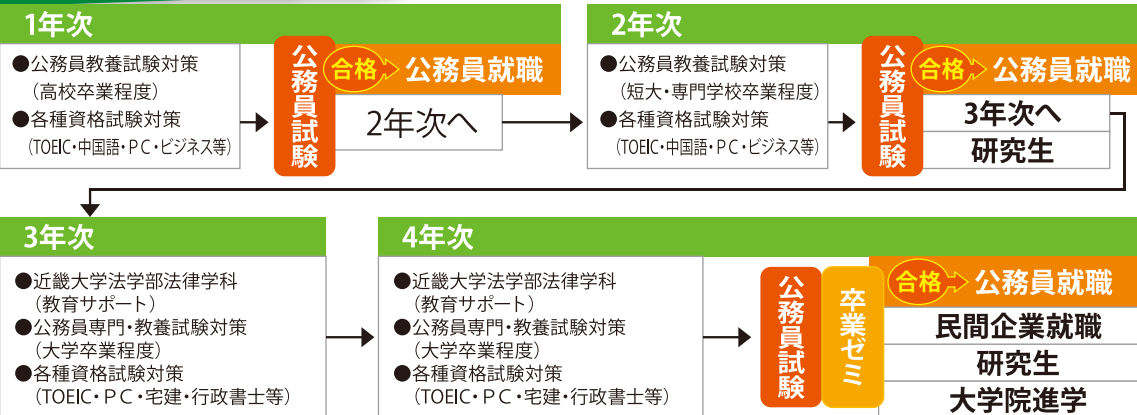 1年次
●公務員教養試験対策
(高校卒業程度)
●各種資格試験対策
(TOEIC・中国語・PC・ビジネス等)
公務員試験
合格
公務員就職
2年次へ
2年次
●公務員教養試験対策
(短大・専門学校卒業程度)
●各種資格試験対策
(TOEIC・中国語・PC・ビジネス等)
公務員試験
合格
公務員就職
3年次へ
研究生
3年次
●近畿大学法学部法律学科
(教育サポート)
●公務員専門・教養試験対策
(大学卒業程度)
●各種資格試験対策
(TOEIC・PC・宅建・行政書士等)
4年次
●近畿大学法学部法律学科
(教育サポート)
●公務員専門・教養試験対策
(大学卒業程度)
●各種資格試験対策
(TOEIC・PC・宅建・行政書士等)
公務員試験
卒業ゼミ
合格
公務員就職
民間企業就職
研究生
大学院進学